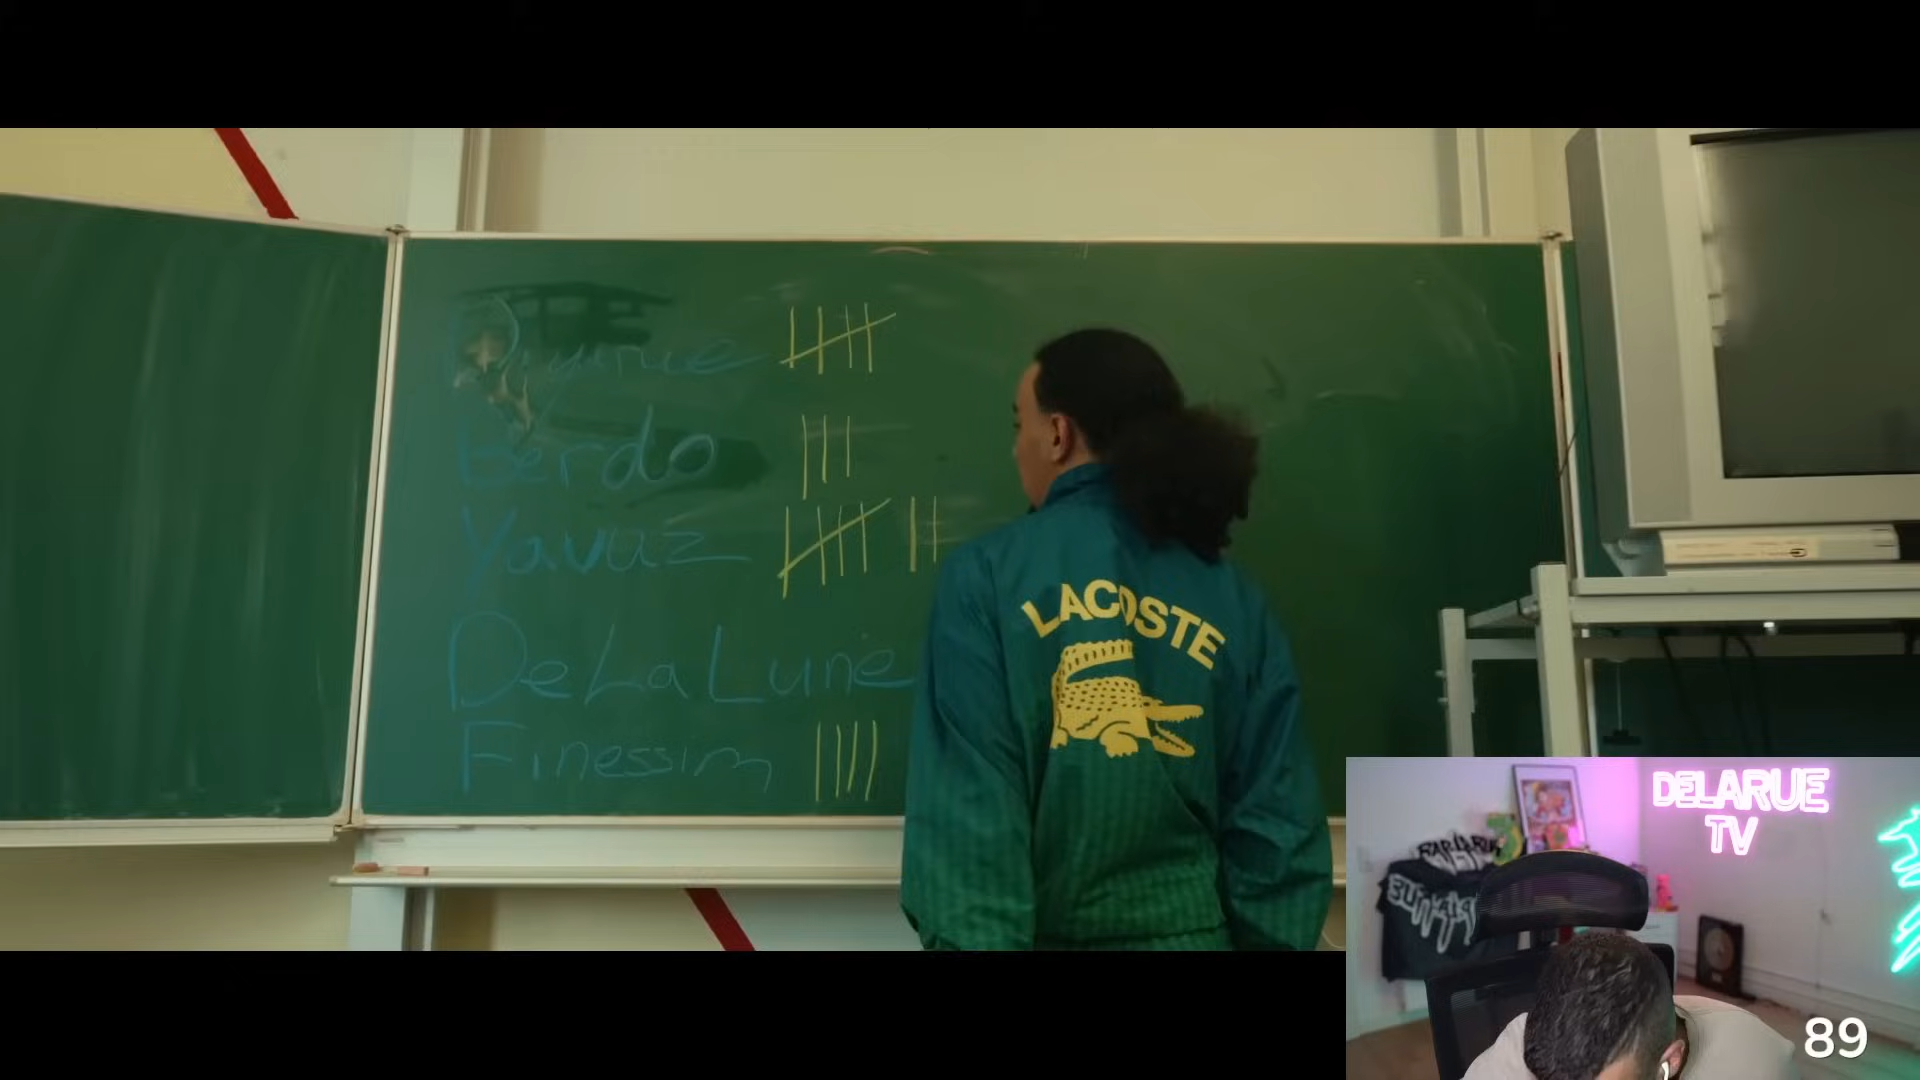 Berdo
Yavuz
DeLaLune
Finessim
LACOSTE
DELARUE
TV
89